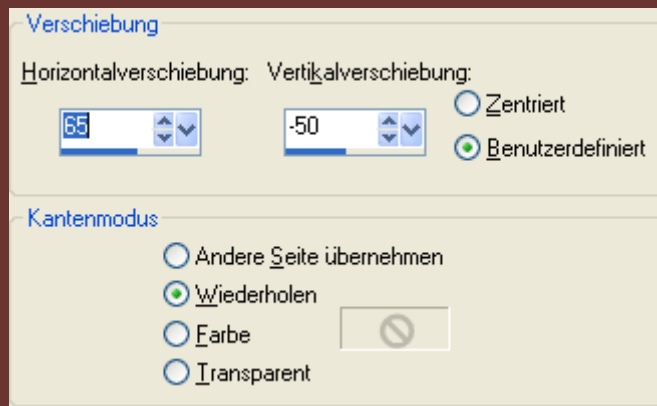 Verschiebung
Horizontalverschiebung: Vertikalverschiebung:
65 -50
Zentriert
Benutzerdefiniert
Kantenmodus
Andere Seite übernehmen
Wiederholen
Farbe
Transparent